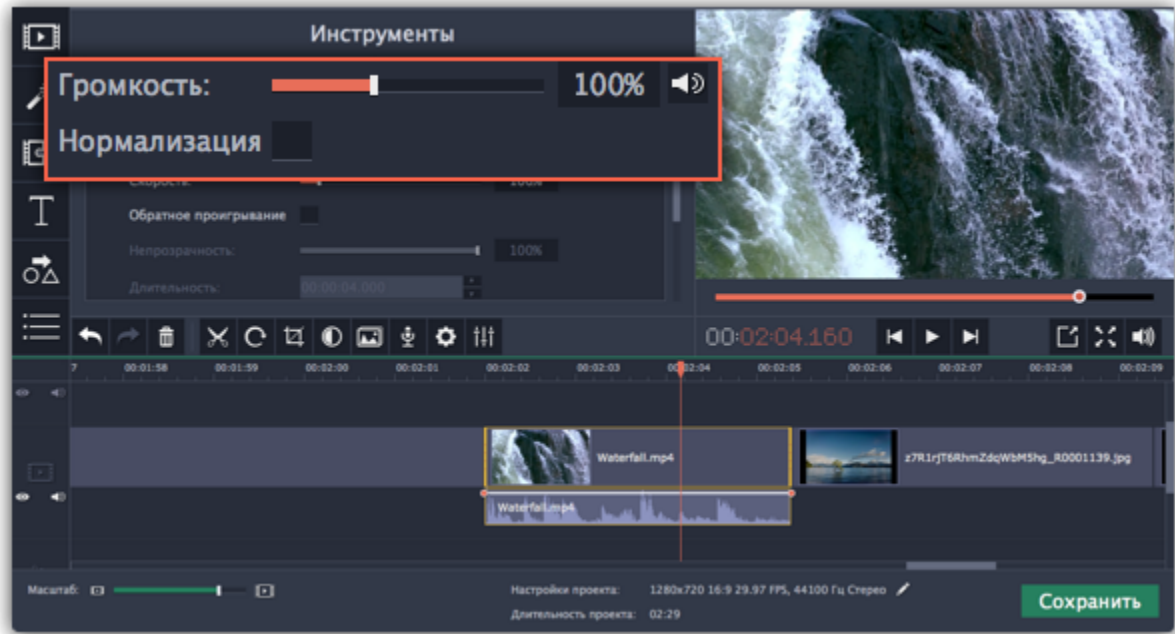 Инструменты
Громкость: 100%
Нормализация
Скорость: 100%
Обратное проигрывание
Непрозрачность: 100%
Длительность: 00:00:04.000
T
00:02:04.160
7 00:01:58 00:01:59 00:02:00 00:02:01 00:02:02 00:02:03 00:02:04 00:02:05 00:02:06 00:02:07 00:02:08 00:02:09
Waterfall.mp4 z7R1rjT6RhmZdqWbM5hg_R0001139.jpg
Waterfall.mp4
Масштаб:
Настройки проекта: 1280x720 16:9 29.97 FPS, 44100 Гц Стерео
Длительность проекта: 02:29
Сохранить